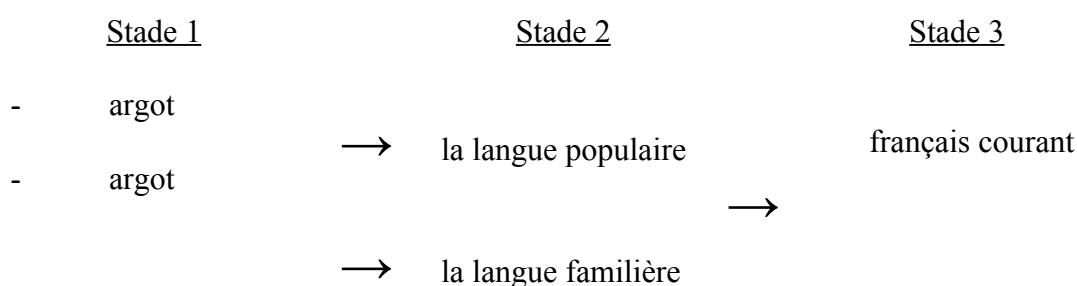 Stade 1 Stade 2 Stade 3
- argot
→ la langue populaire français courant
- argot
→
→ la langue familière